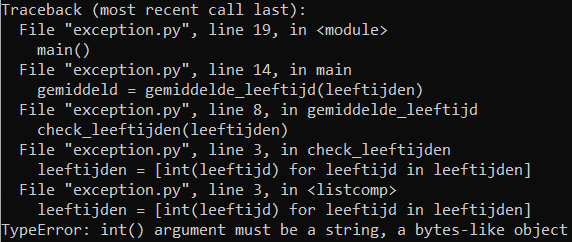 Traceback (most recent call last):
  File "exception.py", line 19, in <module>
    main()
  File "exception.py", line 14, in main
    gemiddeld = gemiddelde_leeftijd(leeftijden)
  File "exception.py", line 8, in gemiddelde_leeftijd
    check_leeftijden(leeftijden)
  File "exception.py", line 3, in check_leeftijden
    leeftijden = [int(leeftijd) for leeftijd in leeftijden]
  File "exception.py", line 3, in <listcomp>
    leeftijden = [int(leeftijd) for leeftijd in leeftijden]
TypeError: int() argument must be a string, a bytes-like object